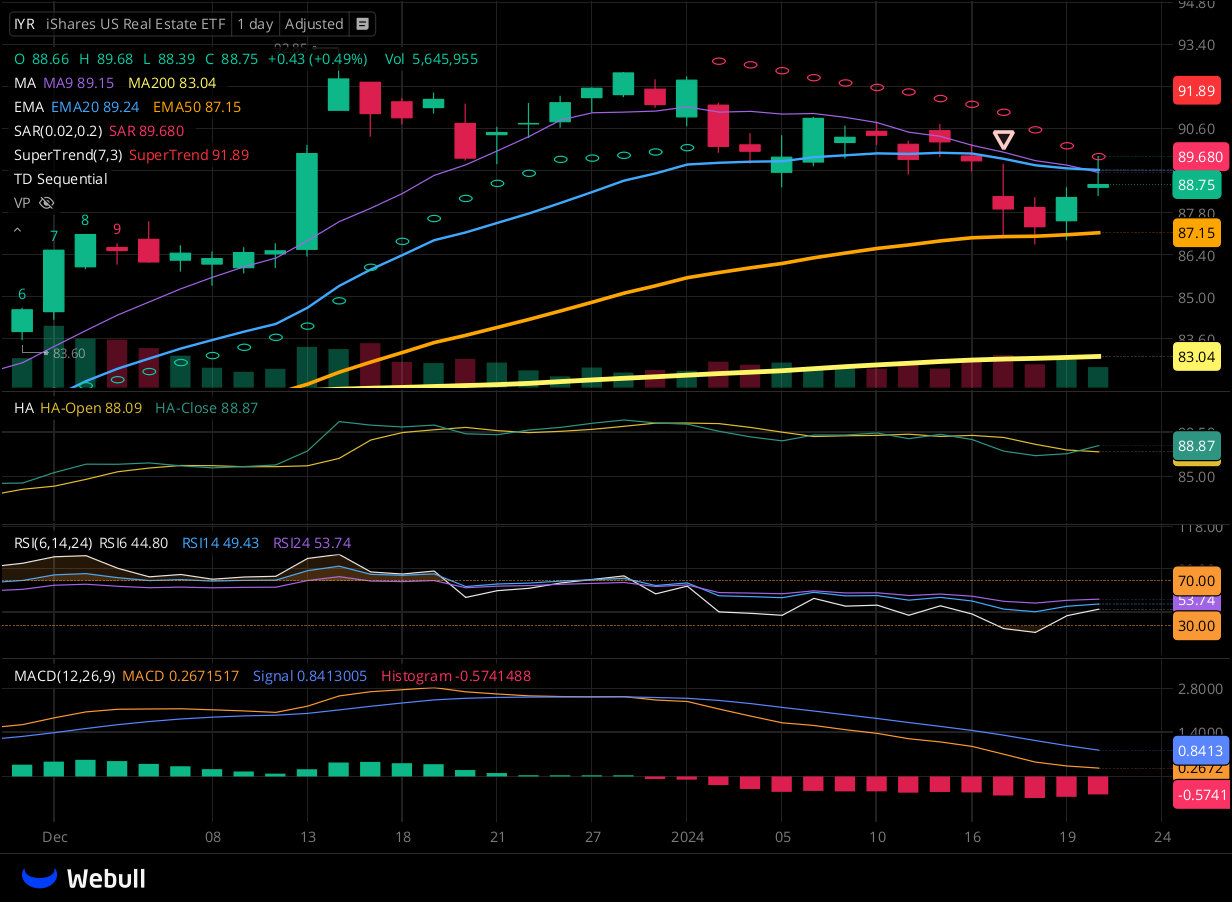 94.80
IYR iShares US Real Estate ETF 1 day Adjusted
93.40
O 88.66 H 89.68 L 88.39 C 88.75 +0.43 (+0.49%) Vol 5,645,955
MA MA9 89.15 MA200 83.04
91.89
EMA EMA20 89.24 EMA50 87.15
SAR(0.02,0.2) SAR 89.680
90.60
SuperTrend(7,3) SuperTrend 91.89
89.680
TD Sequential
88.75
VP
87.80
8
9
7
87.15
86.40
6
85.00
83.60
83.60
83.04
HA HA-Open 88.09 HA-Close 88.87
88.87
85.00
118.00
RSI(6,14,24) RSI6 44.80 RSI14 49.43 RSI24 53.74
70.00
53.74
30.00
MACD(12,26,9) MACD 0.2671517 Signal 0.8413005 Histogram -0.5741488
2.8000
1.4000
0.8413
0.2672
-0.5741
Dec 08 13 18 21 27 2024 05 10 16 19 24
Webull